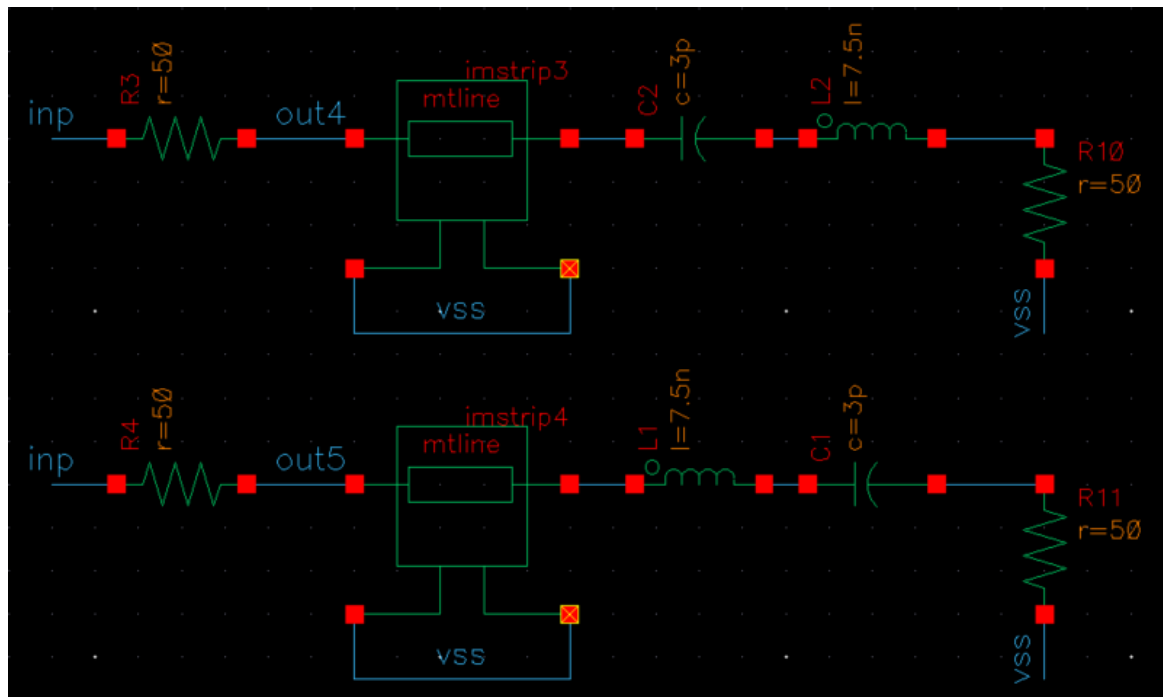 imstrip3
mtline
inp
R3
r=50
out4
C2
c=3p
L2
l=7.5n
R10
r=50
vss
vss
imstrip4
mtline
inp
R4
r=50
out5
L1
l=7.5n
C1
c=3p
R11
r=50
vss
vss